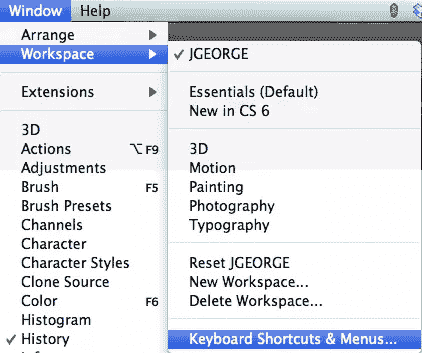 Window Help
Arrange
Workspace
Extensions
3D
Actions ⌥ F9
Adjustments
Brush F5
Brush Presets
Channels
Character
Character Styles
Clone Source
Color F6
Histogram
✓ History
✓ JGEORGE
Essentials (Default)
New in CS 6
3D
Motion
Painting
Photography
Typography
Reset JGEORGE
New Workspace...
Delete Workspace...
Keyboard Shortcuts & Menus...